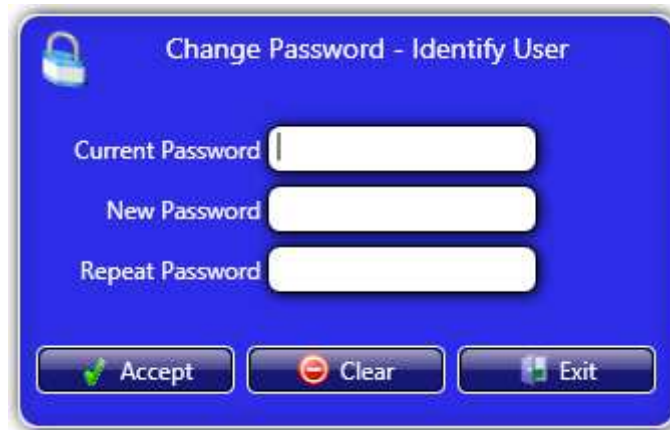 Change Password - Identify User
Current Password
New Password
Repeat Password
Accept Clear Exit